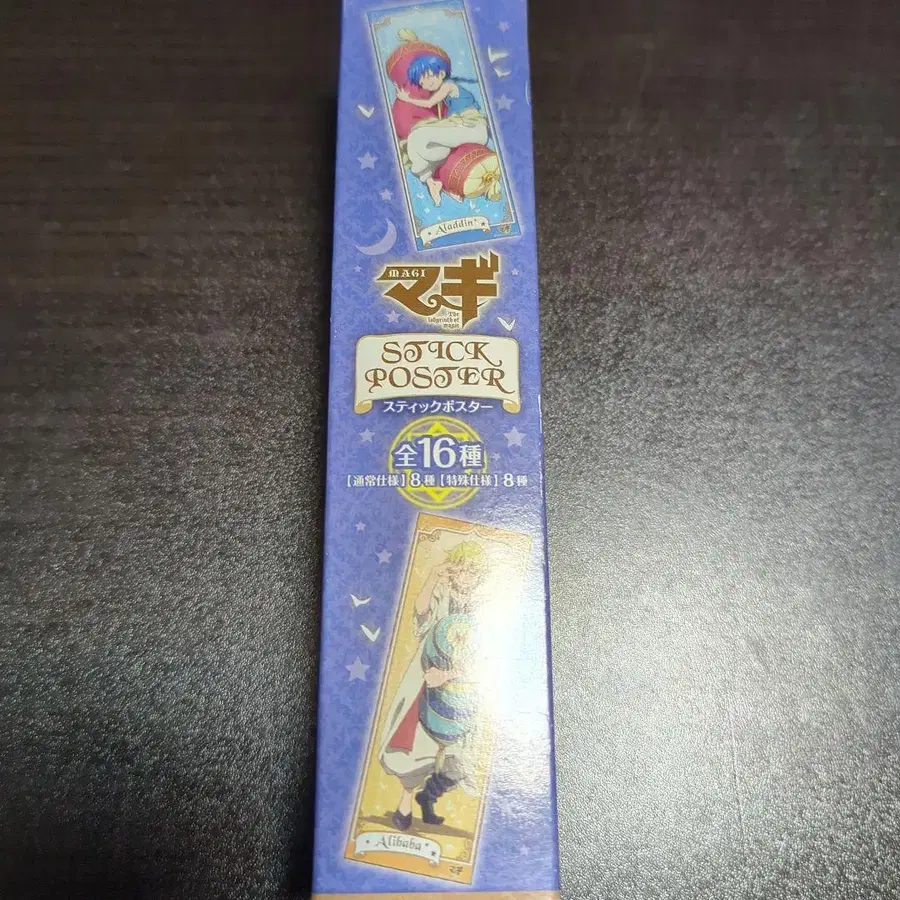 Aladdin
MAGI
マギ
The
labyrinth of
magic
STICK
POSTER
スティックポスター
全16種
【通常仕様】8種【特殊仕様】8種
Alibaba
マギ